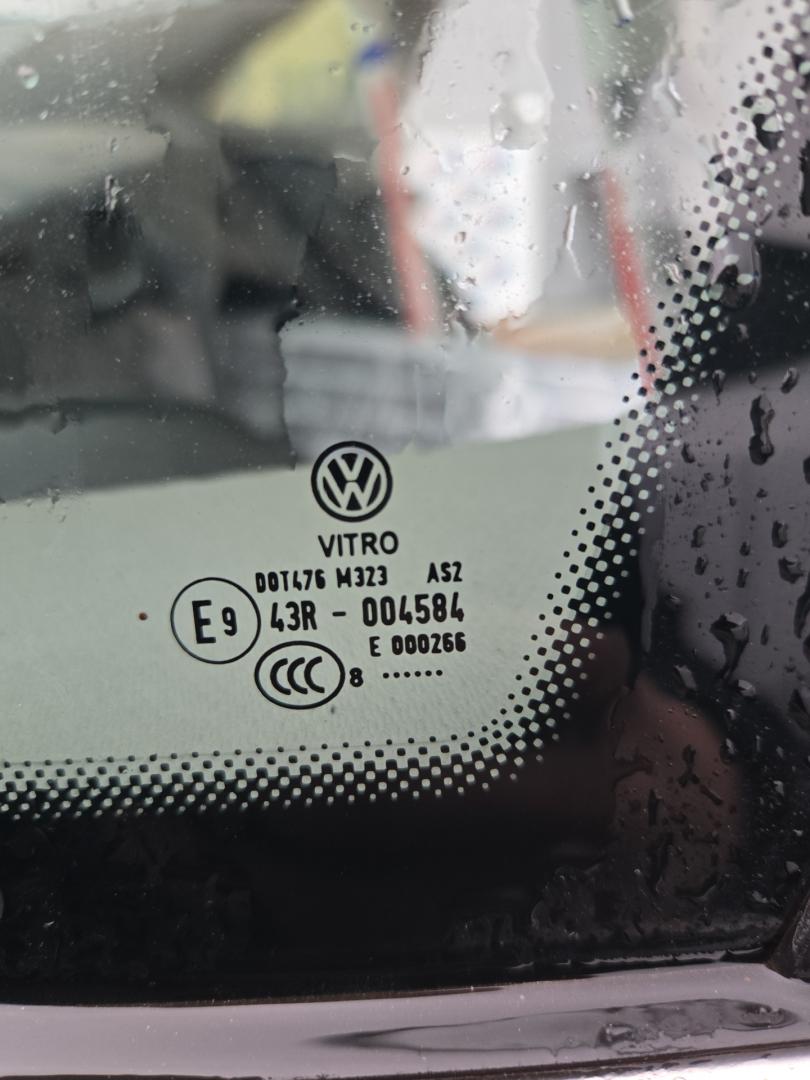 VITRO
DOT476 M323 AS2
E9 43R - 004584
E 000266
CCC 8 ......